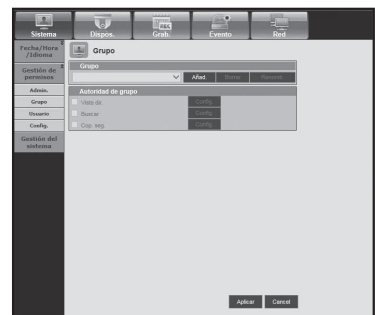 Sistema
Dispos.
REC
Grab.
Evento
Red
Fecha/Hora
/Idioma
Gestión de
permisos
Admin.
Grupo
Usuario
Config.
Gestión del
sistema
Grupo
Grupo
Añad.
Borrar
Renomb
Autoridad de grupo
Vista dir.
Config.
Buscar
Config.
Cop. seg.
Config.
Aplicar
Cancel